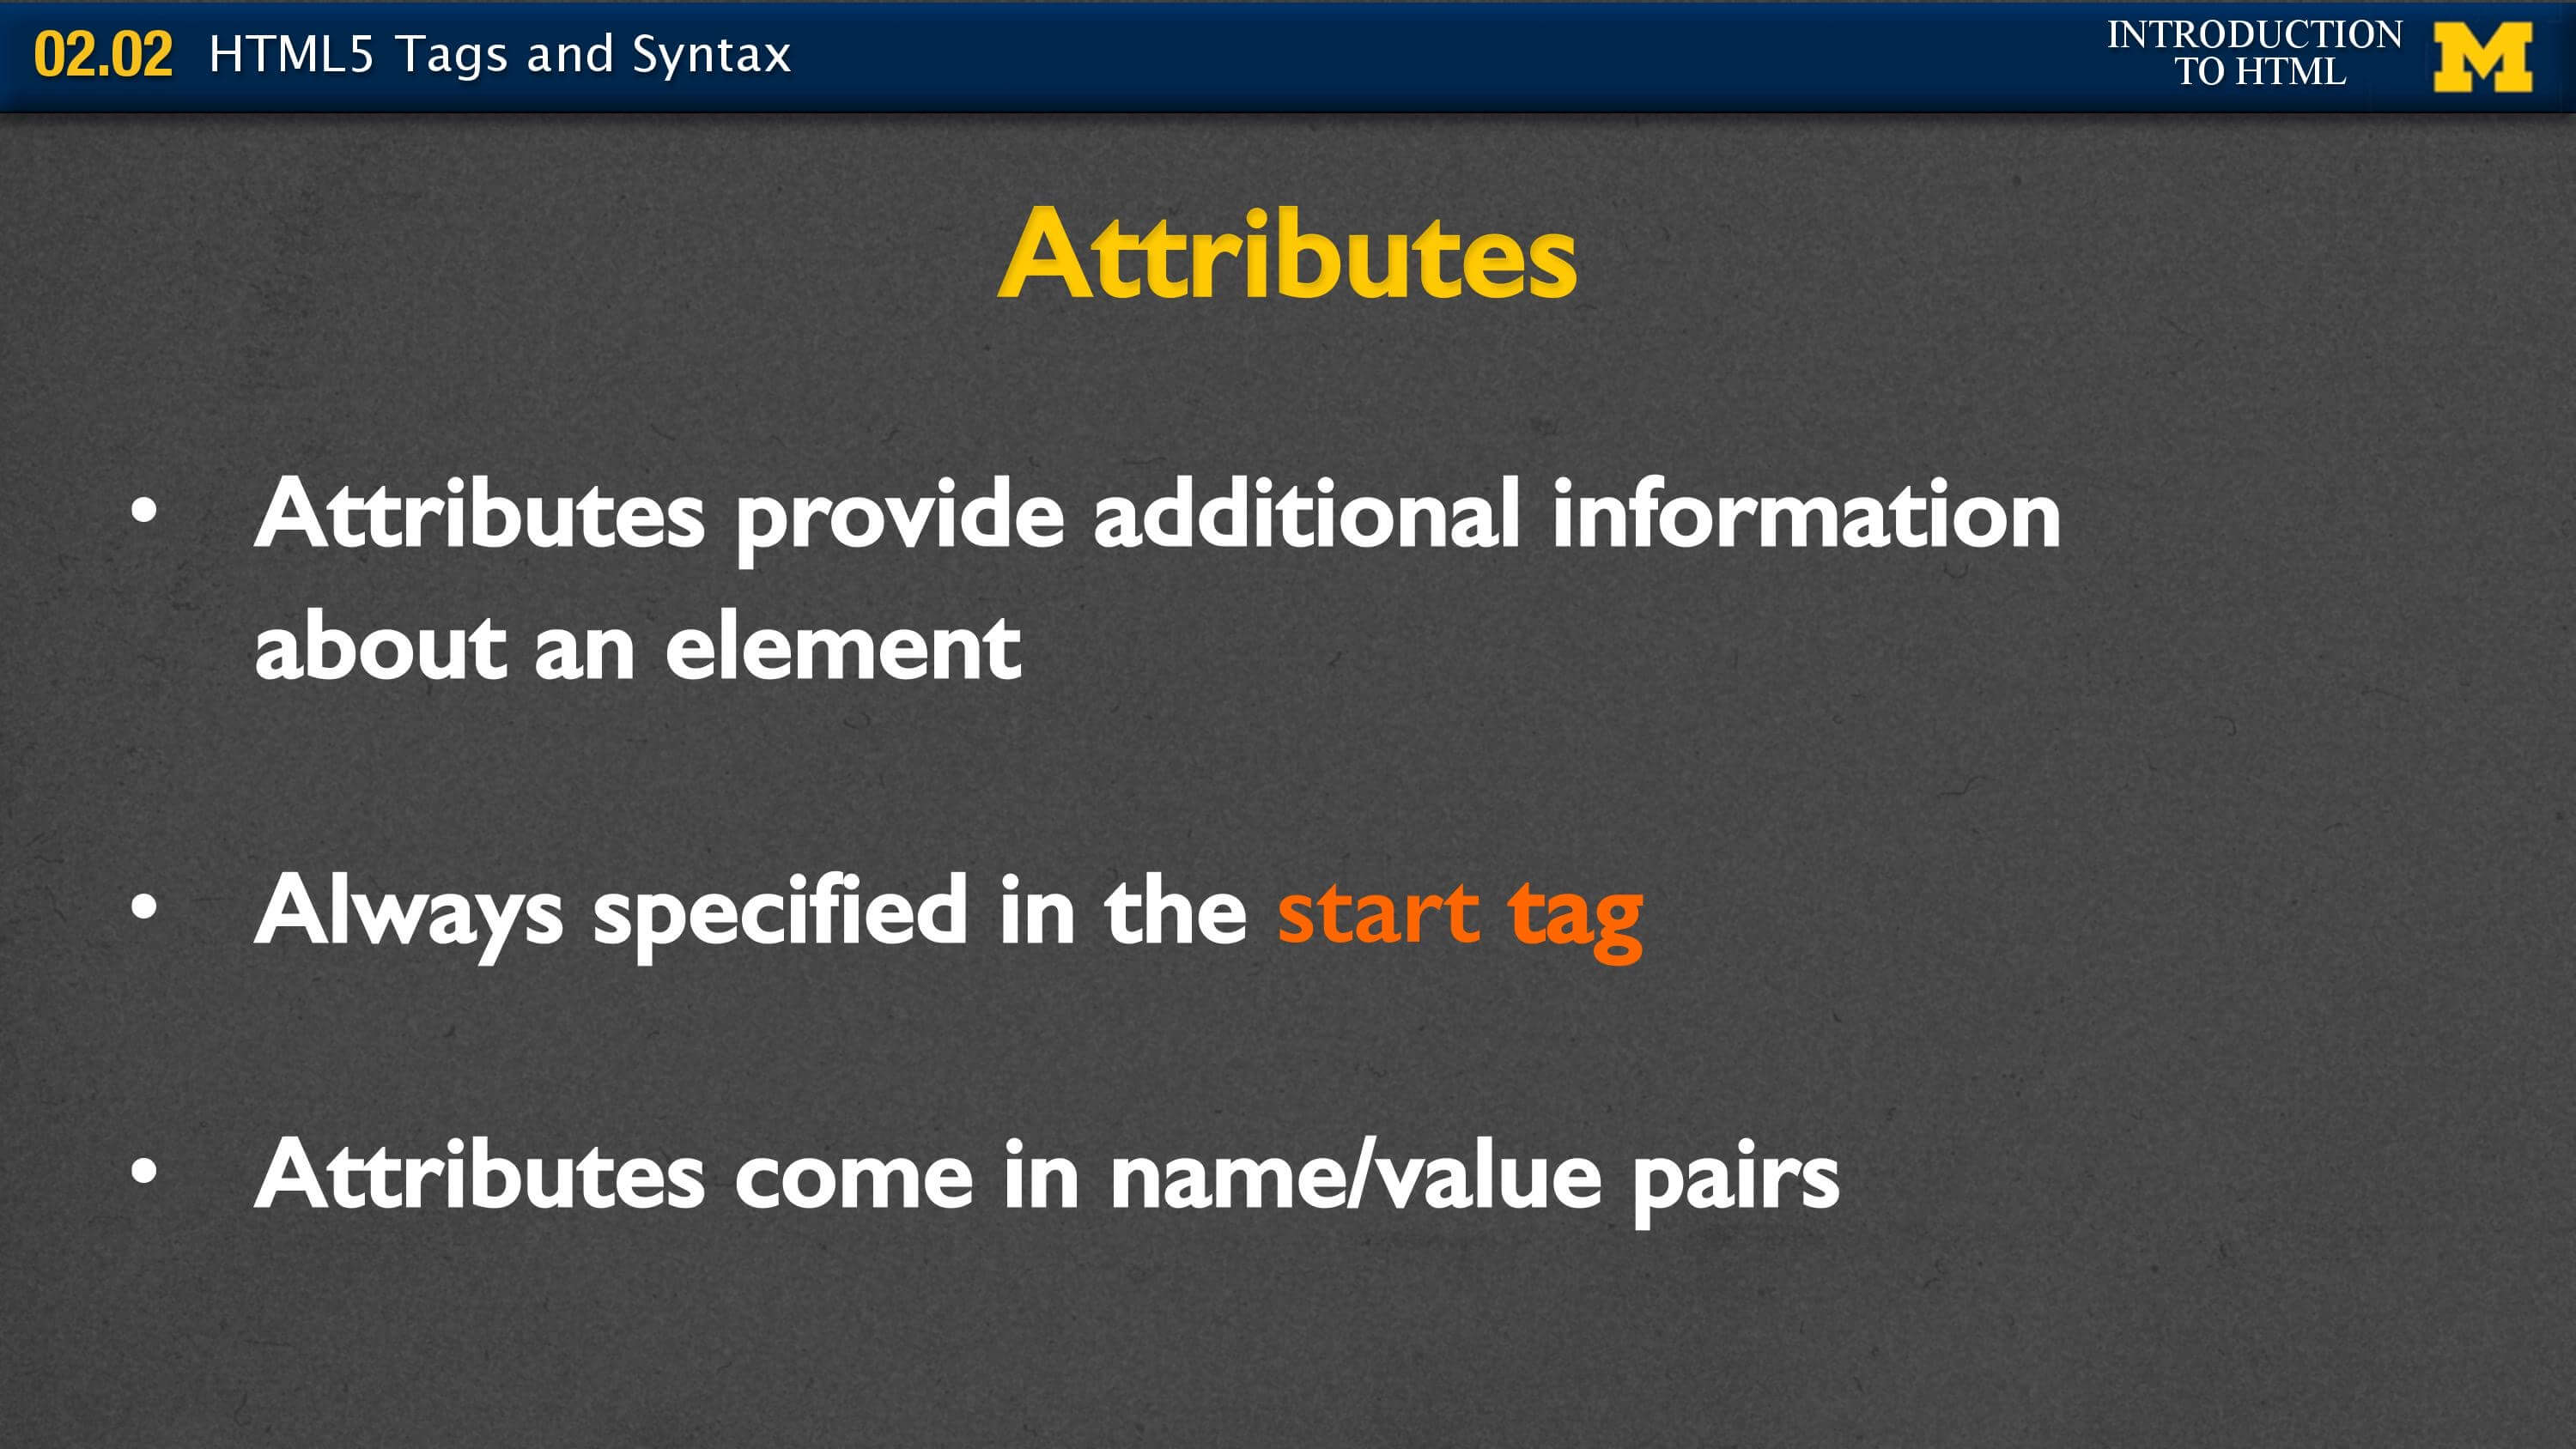 02.02 HTML5 Tags and Syntax
INTRODUCTION
TO HTML
M
Attributes
• Attributes provide additional information
about an element
• Always specified in the start tag
• Attributes come in name/value pairs